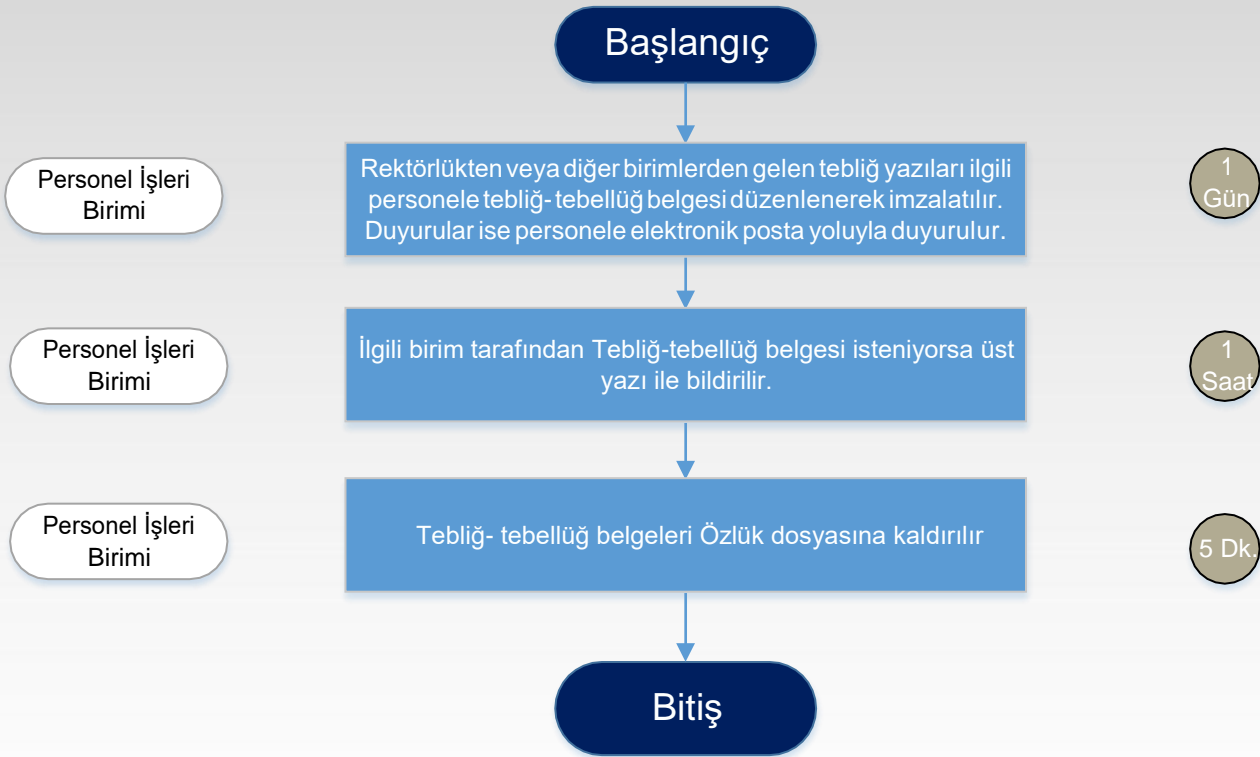 Başlangıç
Personel İşleri
Birimi
Rektörlükten veya diğer birimlerden gelen tebliğ yazıları ilgili
personele tebliğ- tebellüğ belgesi düzenlenerek imzalatılır.
Duyurular ise personele elektronik posta yoluyla duyurulur.
1
Gün
Personel İşleri
Birimi
İlgili birim tarafından Tebliğ-tebellüğ belgesi isteniyorsa üst
yazı ile bildirilir.
1
Saat
Personel İşleri
Birimi
Tebliğ- tebellüğ belgeleri Özlük dosyasına kaldırılır
5 Dk.
Bitiş